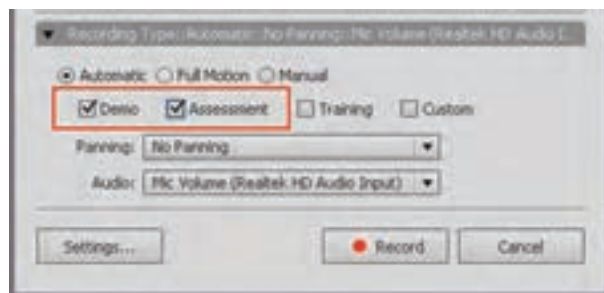 Recording Type: Automatic: No Panning: Mic Volume (Realtek HD Audio I...
Automatic Full Motion Manual
Demo Assessment Training Custom
Panning: No Panning
Audio: Mic Volume (Realtek HD Audio Input)
Settings... Record Cancel